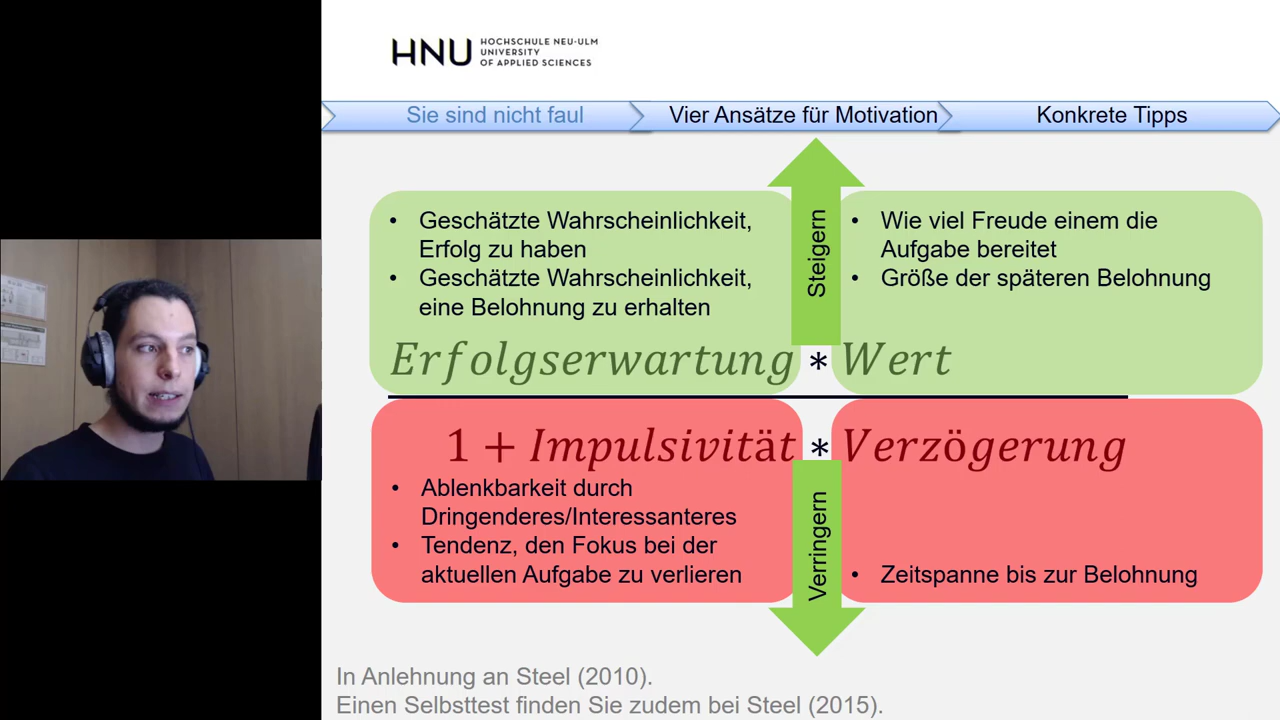 HNU
HOCHSCHULE NEU-ULM
UNIVERSITY
OF APPLIED SCIENCES
Sie sind nicht faul
Vier Ansätze für Motivation
Konkrete Tipps
• Geschätzte Wahrscheinlichkeit,
Erfolg zu haben
• Geschätzte Wahrscheinlichkeit,
eine Belohnung zu erhalten
Steigern
• Wie viel Freude einem die
Aufgabe bereitet
• Größe der späteren Belohnung
Erfolgserwartung * Wert
1 + Impulsivität * Verzögerung
• Ablenkbarkeit durch
Dringenderes/Interessanteres
• Tendenz, den Fokus bei der
aktuellen Aufgabe zu verlieren
Verringern
• Zeitspanne bis zur Belohnung
In Anlehnung an Steel (2010).
Einen Selbsttest finden Sie zudem bei Steel (2015).